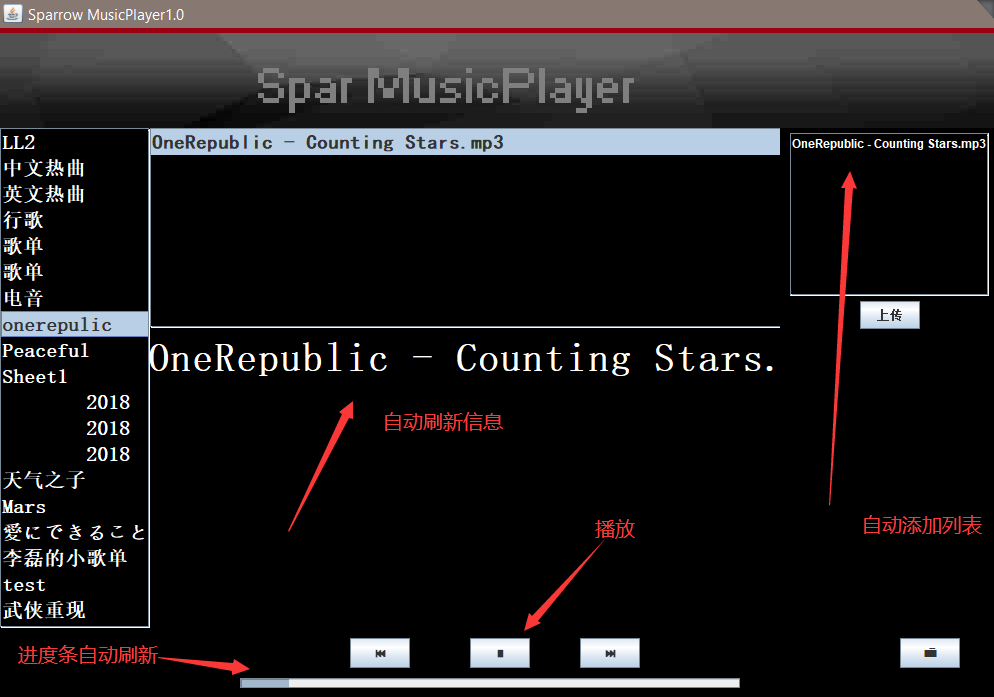 Sparrow MusicPlayer1.0
Spar MusicPlayer
LL2
中文热曲
英文热曲
行歌
歌单
歌单
电音
onerepulic
Peaceful
Sheet1
2018
2018
2018
天气之子
Mars
愛にできること
李磊的小歌单
test
武侠重现
OneRepublic - Counting Stars.mp3
OneRepublic - Counting Stars.
自动刷新信息
播放
OneRepublic - Counting Stars.mp3
上传
自动添加列表
进度条自动刷新